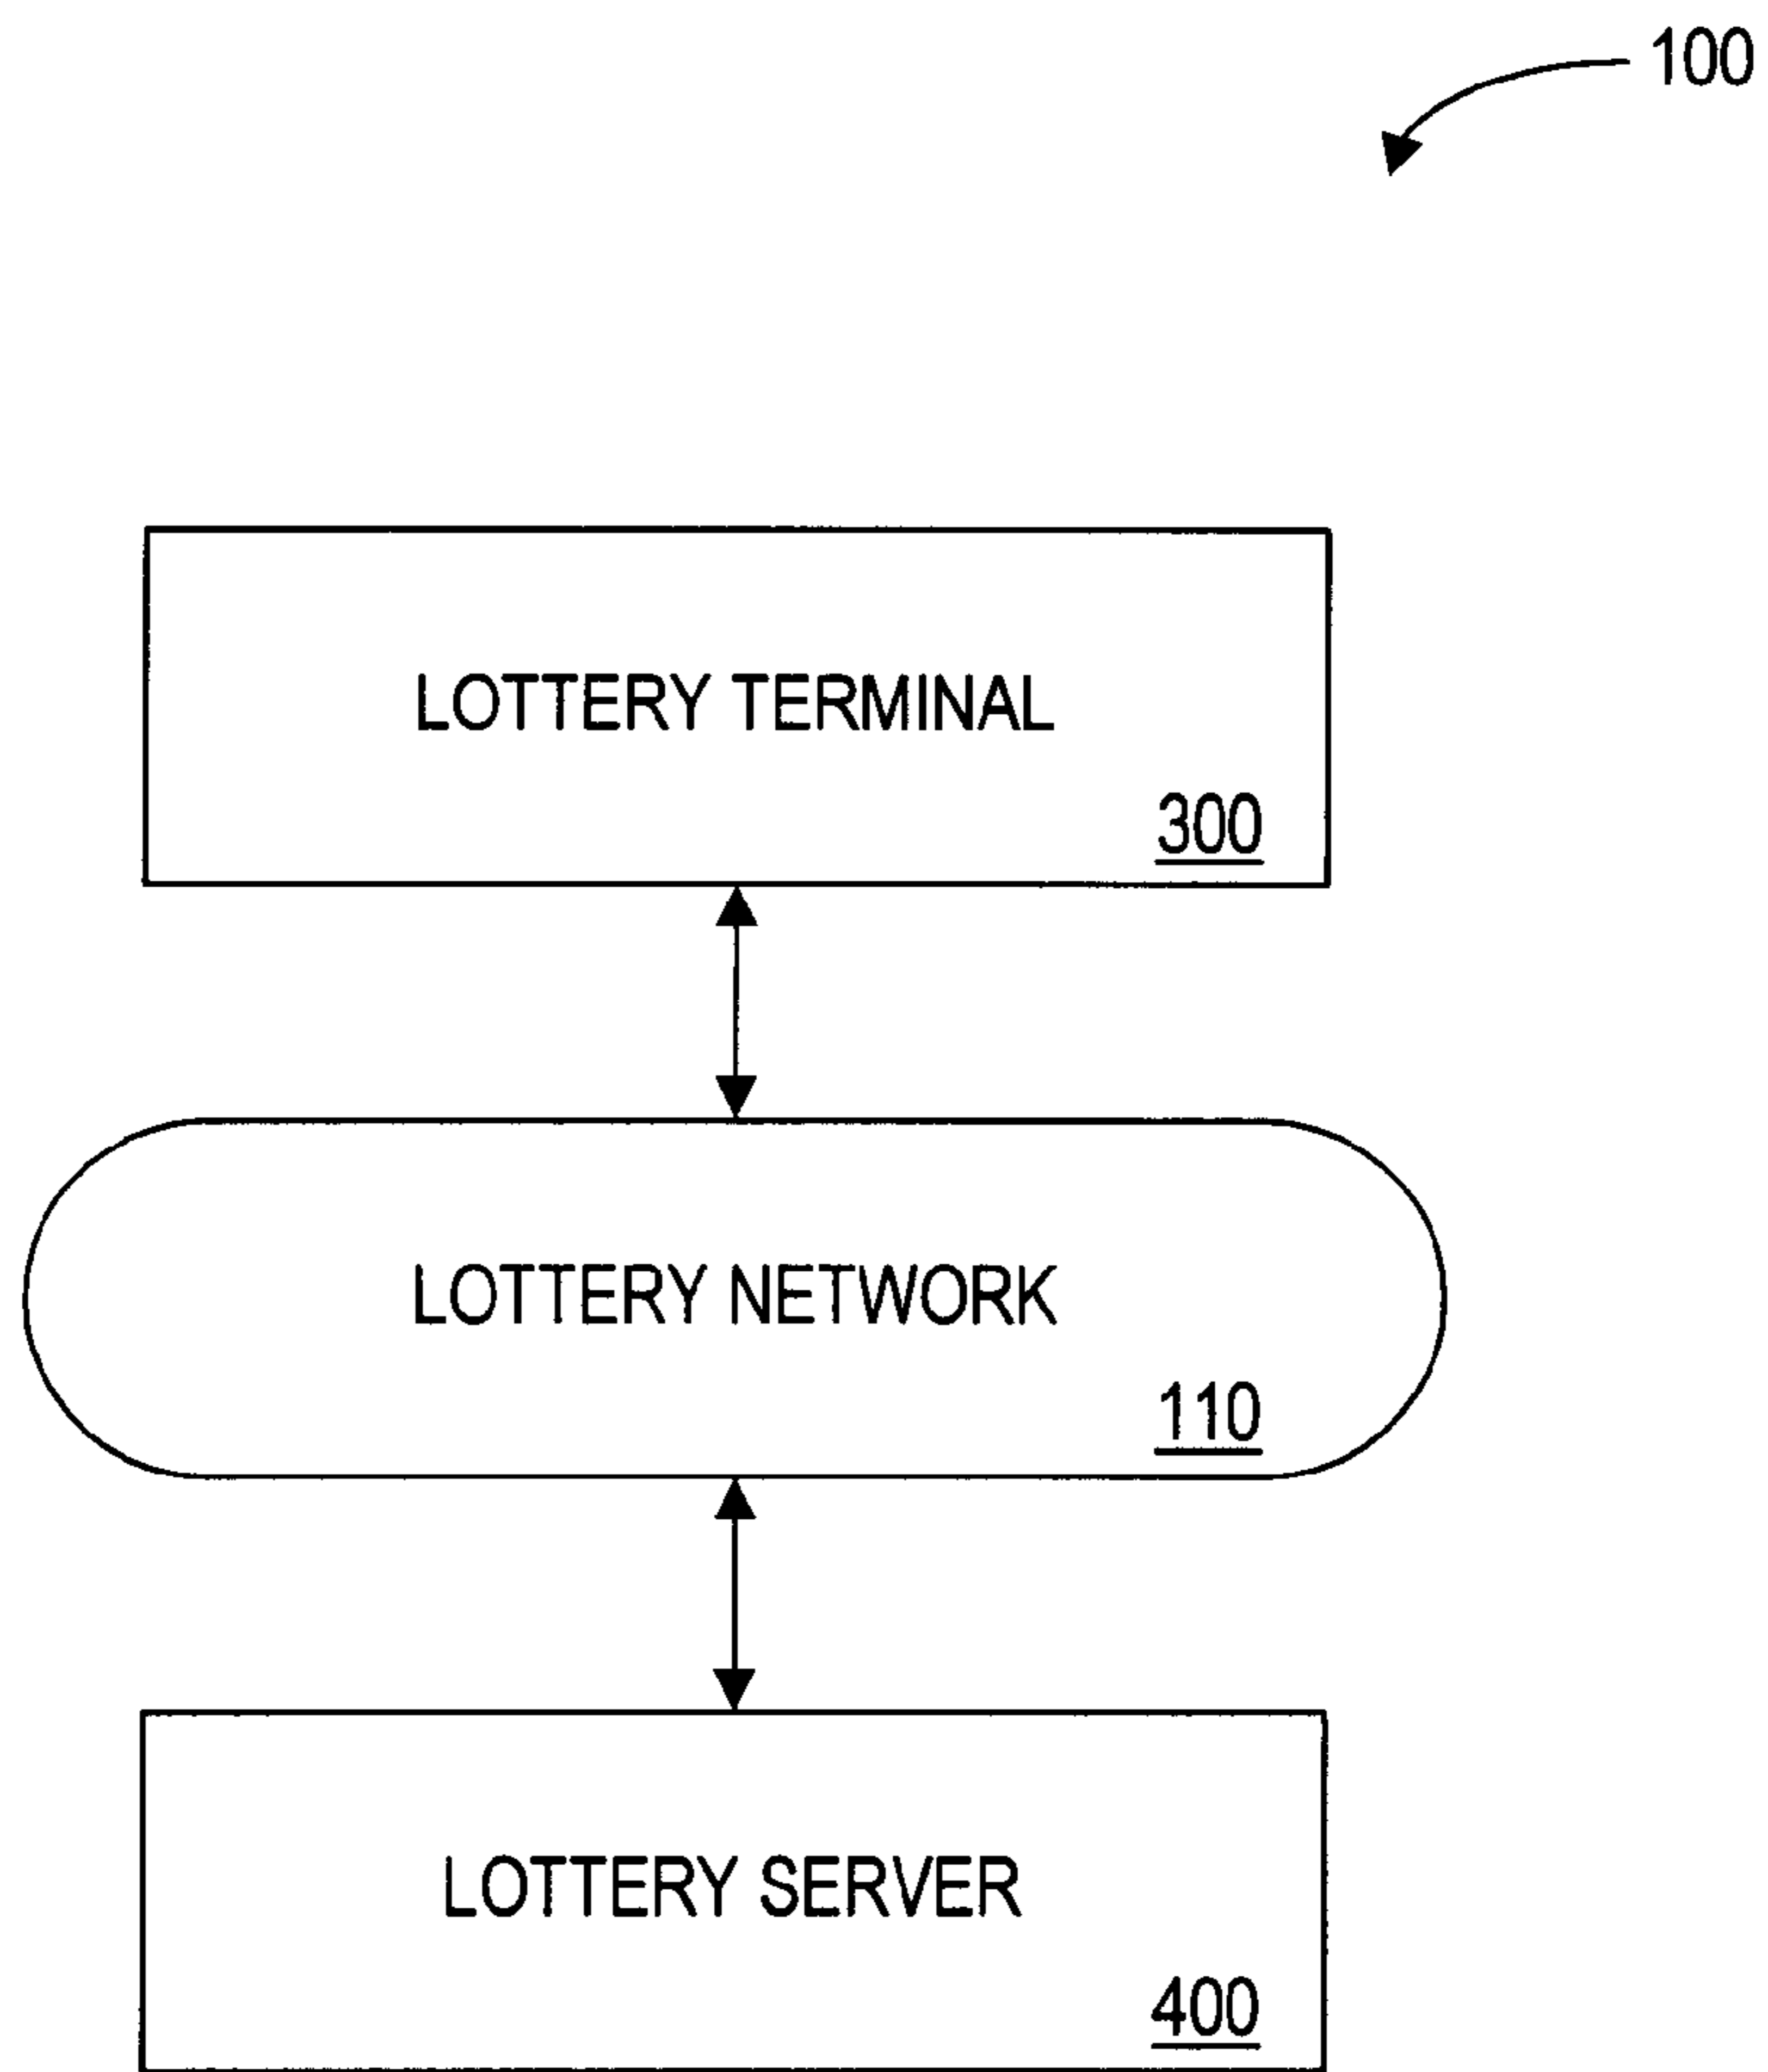 100
LOTTERY TERMINAL
300
LOTTERY NETWORK
110
LOTTERY SERVER
400